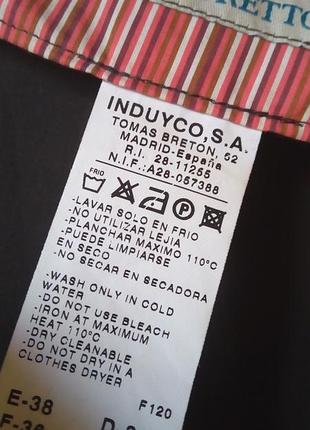 RETTO
INDUYCO, S.A.
TOMAS BRETON, 62
MADRID-España
R.I. 28-11255
N.I.F.: A28-057388
FRIO
P
-LAVAR SOLO EN FRIO
-NO UTILIZAR LEJIA
-PLANCHAR MAXIMO 110°C
-PUEDE LIMPIARSE
EN SECO
-NO SECAR EN SECADORA
-WASH ONLY IN COLD
WATER
-DO NOT USE BLEACH
-IRON AT MAXIMUM
HEAT 110°C
-DRY CLEANABLE
-DO NOT DRY IN A
CLOTHES DRYER
E-38 F120